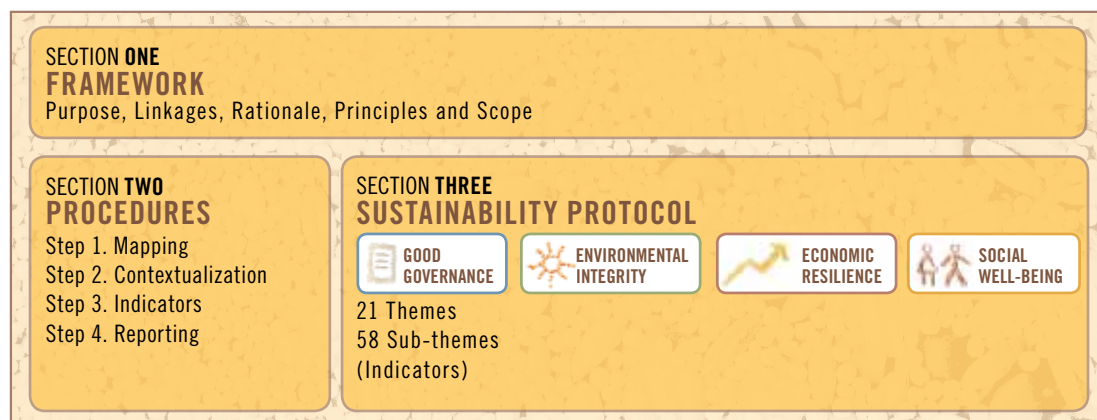 SECTION ONE
FRAMEWORK
Purpose, Linkages, Rationale, Principles and Scope
SECTION TWO
PROCEDURES
Step 1. Mapping
Step 2. Contextualization
Step 3. Indicators
Step 4. Reporting
SECTION THREE
SUSTAINABILITY PROTOCOL
GOOD
GOVERNANCE
ENVIRONMENTAL
INTEGRITY
ECONOMIC
RESILIENCE
SOCIAL
WELL-BEING
21 Themes
58 Sub-themes
(Indicators)